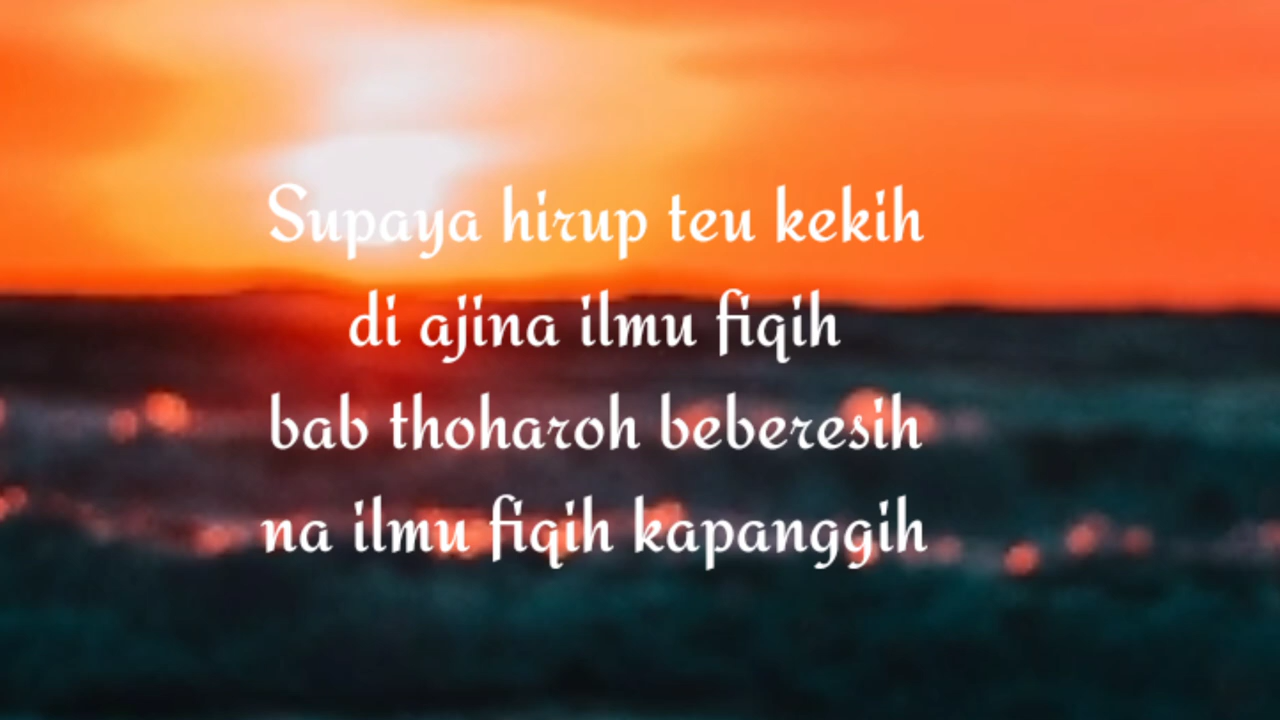 Supaya hirup teu kekih
di ajina ilmu fiqih
bab thoharoh beberesih
na ilmu fiqih kapanggih